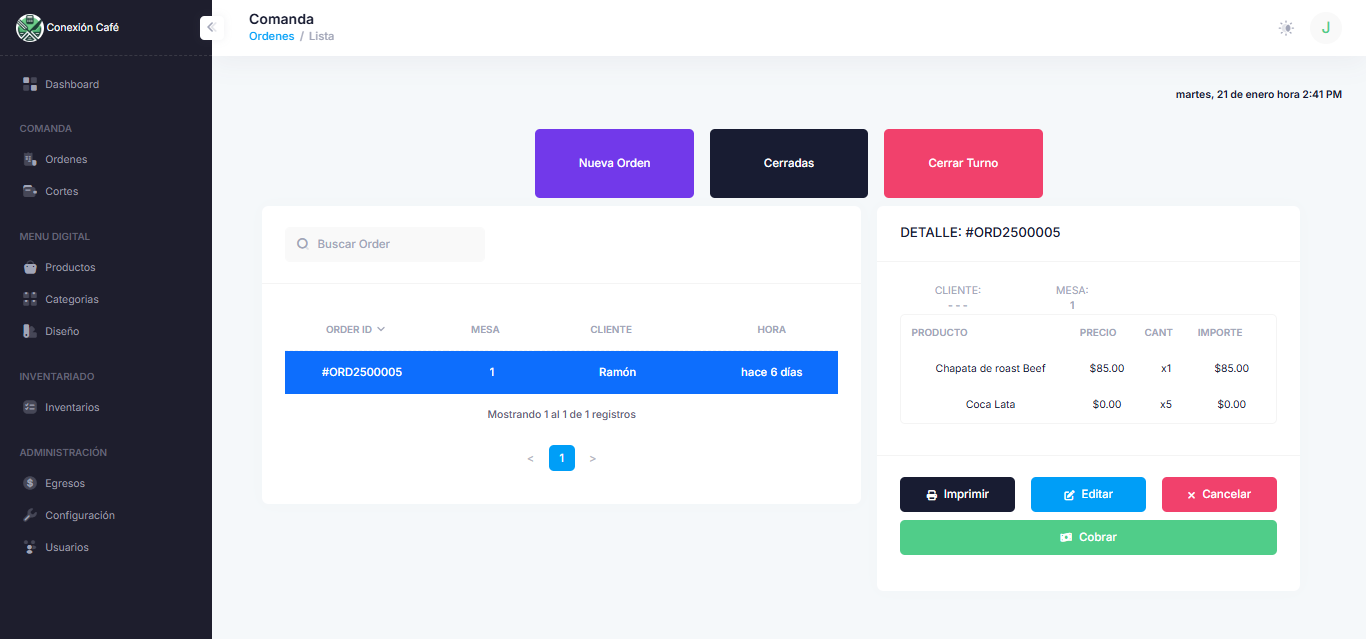 Conexión Café
Dashboard
COMANDA
Ordenes
Cortes
MENU DIGITAL
Productos
Categorias
Diseño
INVENTARIADO
Inventarios
ADMINISTRACIÓN
Egresos
Configuración
Usuarios
Comanda
Ordenes / Lista
J
martes, 21 de enero hora 2:41 PM
Nueva Orden Cerradas Cerrar Turno
Buscar Order
ORDER ID MESA CLIENTE HORA
#ORD2500005 1 Ramón hace 6 días
Mostrando 1 al 1 de 1 registros
< 1 >
DETALLE: #ORD2500005
CLIENTE: MESA:
- - - 1
PRODUCTO PRECIO CANT IMPORTE
Chapata de roast Beef $85.00 x1 $85.00
Coca Lata $0.00 x5 $0.00
Imprimir Editar Cancelar
Cobrar